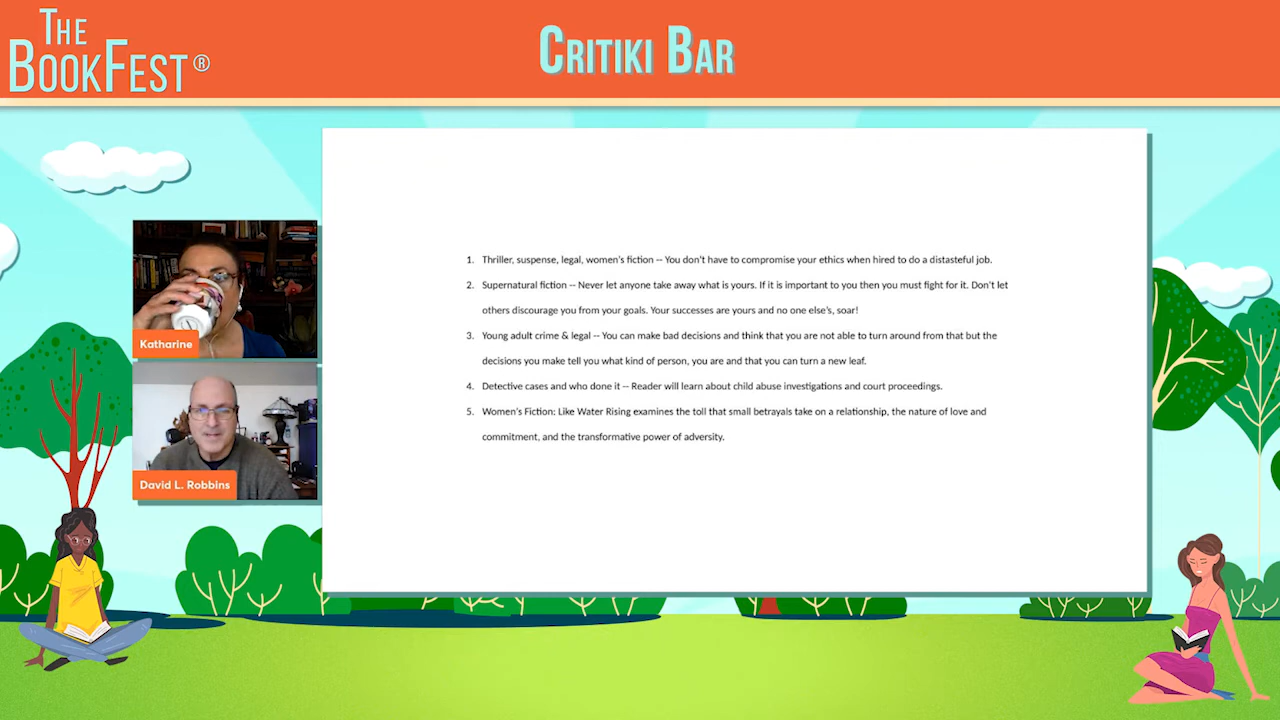 THE
BOOKFEST®
CRITIKI BAR
1. Thriller, suspense, legal, women's fiction -- You don't have to compromise your ethics when hired to do a distasteful job.
2. Supernatural fiction -- Never let anyone take away what is yours. If it is important to you then you must fight for it. Don't let
others discourage you from your goals. Your successes are yours and no one else's, soar!
3. Young adult crime & legal -- You can make bad decisions and think that you are not able to turn around from that but the
decisions you make tell you what kind of person, you are and that you can turn a new leaf.
4. Detective cases and who done it -- Reader will learn about child abuse investigations and court proceedings.
5. Women's Fiction: Like Water Rising examines the toll that small betrayals take on a relationship, the nature of love and
commitment, and the transformative power of adversity.
Katharine
David L. Robbins